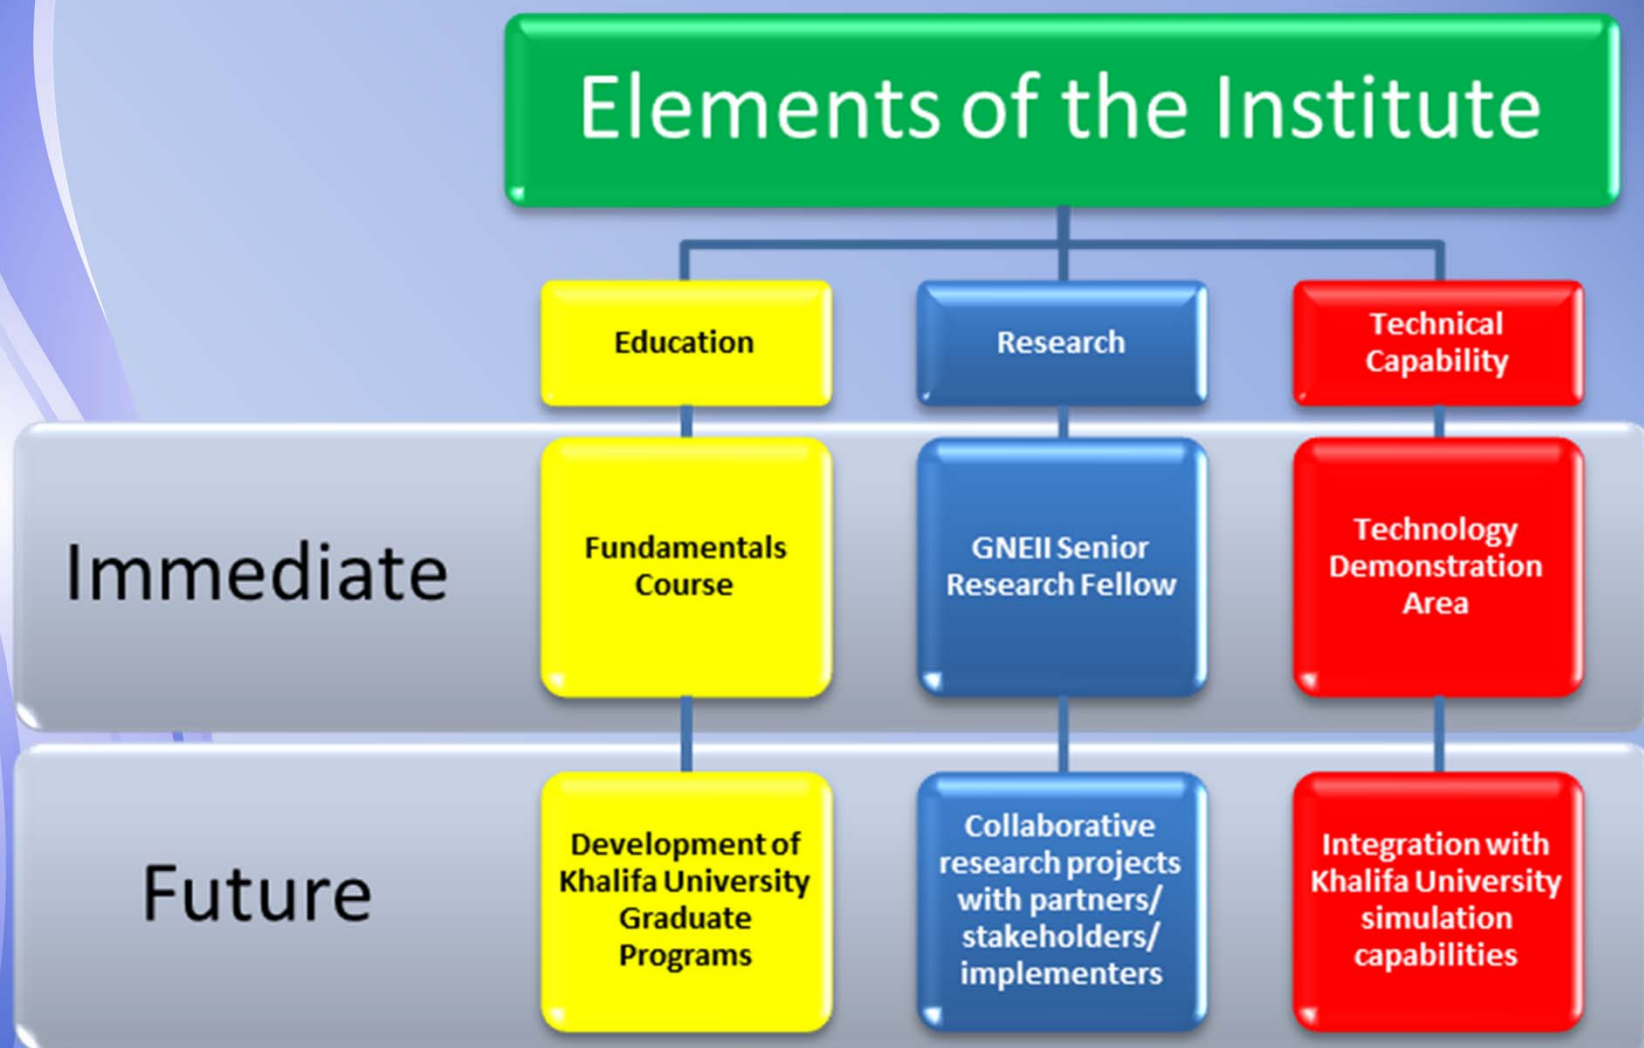 Elements of the Institute
Education
Research
Technical
Capability
Immediate
Fundamentals
Course
GNEII Senior
Research Fellow
Technology
Demonstration
Area
Future
Development of
Khalifa University
Graduate
Programs
Collaborative
research projects
with partners/
stakeholders/
implementers
Integration with
Khalifa University
simulation
capabilities